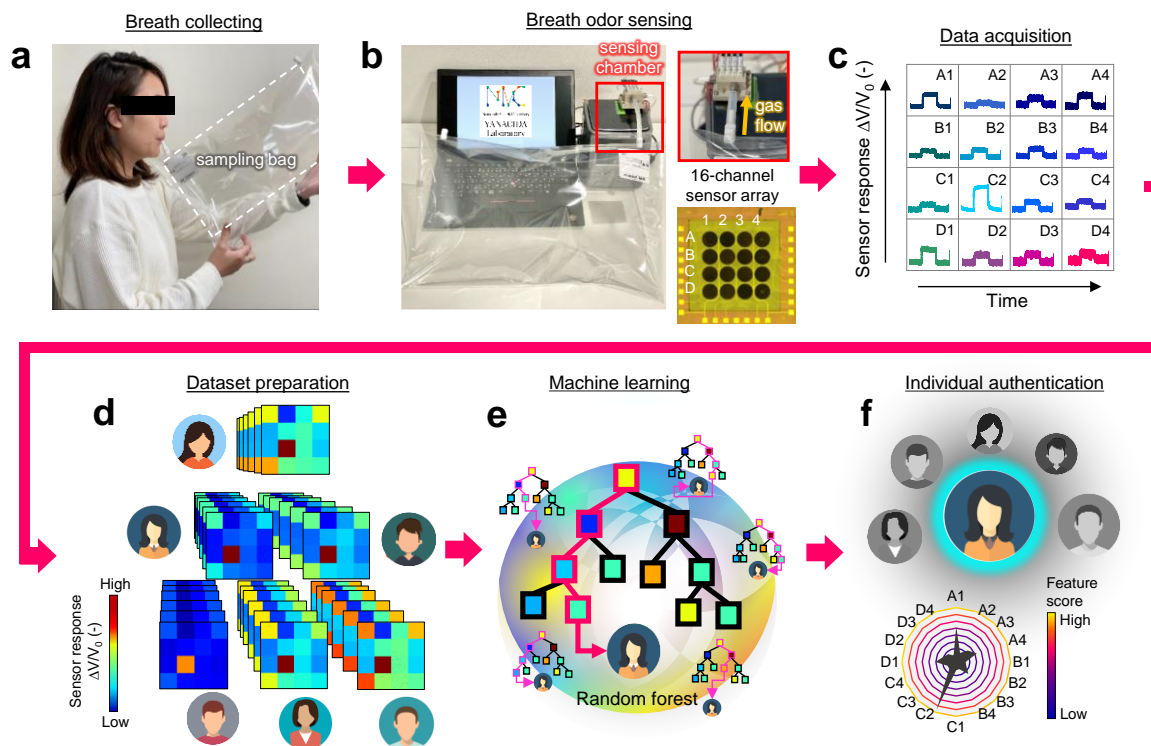 Breath collecting
Breath odor sensing
Data acquisition
a
sampling bag
b
sensing
chamber
YANAGIDA
Laboratory
gas
flow
16-channel
sensor array
1 2 3 4
A
B
C
D
c
Sensor response ΔV/V₀ (-)
A1 A2 A3 A4
B1 B2 B3 B4
C1 C2 C3 C4
D1 D2 D3 D4
Time
Dataset preparation
Machine learning
Individual authentication
d
High
Sensor response
ΔV/V₀ (-)
Low
e
Random forest
f
Feature
score
High
Low
A1
A2
A3
A4
B1
B2
B3
B4
C1
C2
C3
C4
D1
D2
D3
D4